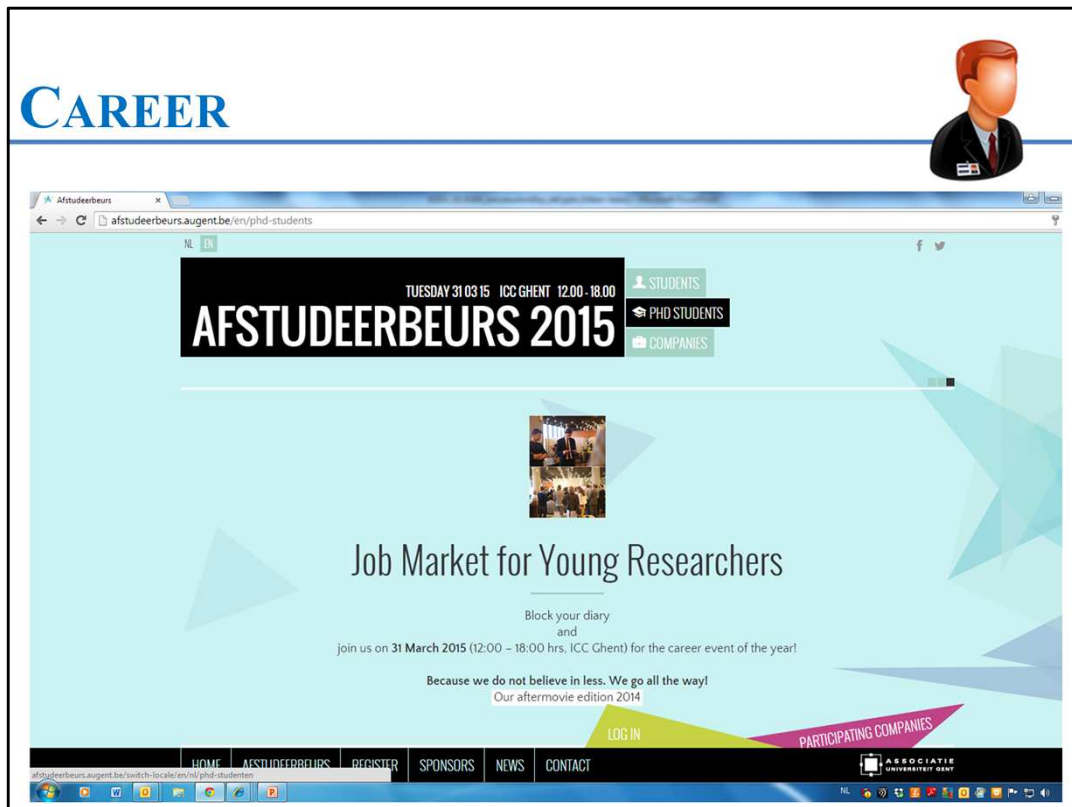 CAREER
Afstudeerbeurs
afstudeerbeurs.augent.be/en/phd-students
NL EN
TUESDAY 31 03 15 ICC GHENT 12.00 - 18.00
AFSTUDEERBEURS 2015
STUDENTS
PHD STUDENTS
COMPANIES
Job Market for Young Researchers
Block your diary
and
join us on 31 March 2015 (12:00 – 18:00 hrs, ICC Ghent) for the career event of the year!
Because we do not believe in less. We go all the way!
Our aftermovie edition 2014
LOG IN
PARTICIPATING COMPANIES
HOME AFSTUDEERBEURS REGISTER SPONSORS NEWS CONTACT
ASSOCIATIE
UNIVERSITEIT GENT
afstudeerbeurs.augent.be/switch-locale/en/nl/phd-studenten
NL